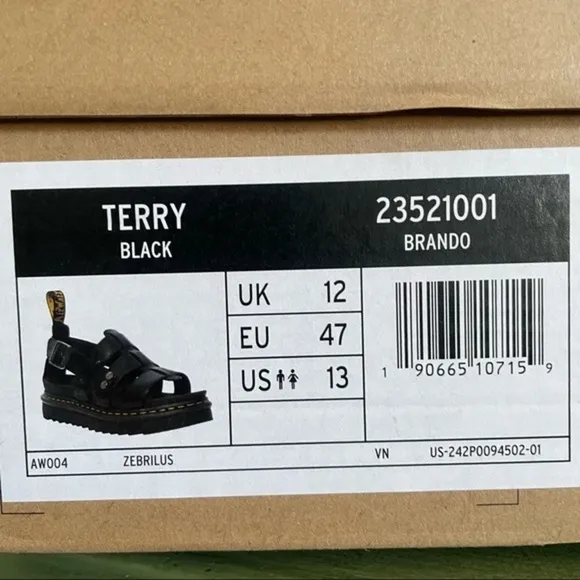 TERRY
BLACK
23521001
BRANDO
UK 12
EU 47
US 13
1 90665 10715 9
AW004 ZEBRILUS VN US-242P0094502-01